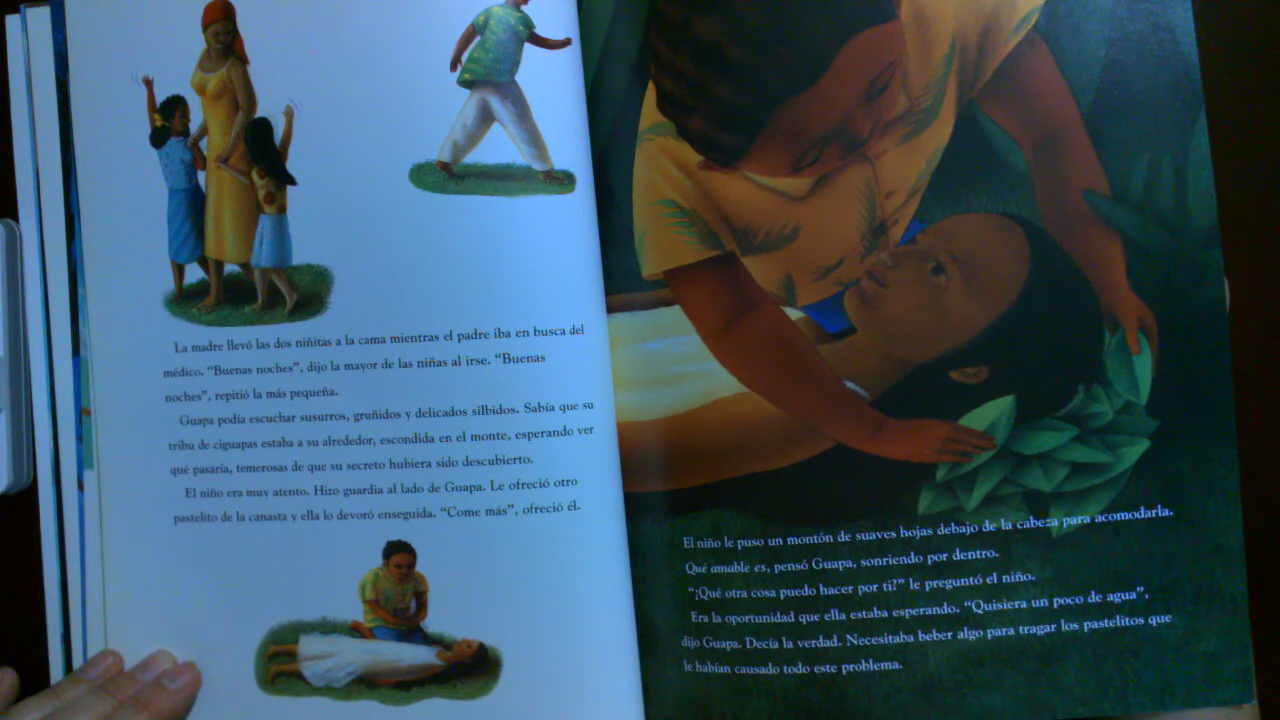 La madre llevó las dos niñitas a la cama mientras el padre iba en busca del
médico. “Buenas noches”, dijo la mayor de las niñas al irse. “Buenas
noches”, repitió la más pequeña.
Guapa podía escuchar susurros, gruñidos y delicados silbidos. Sabía que su
tribu de ciguapas estaba a su alrededor, escondida en el monte, esperando ver
qué pasaría, temerosas de que su secreto hubiera sido descubierto.
El niño era muy atento. Hizo guardia al lado de Guapa. Le ofreció otro
pastelito de la canasta y ella lo devoró enseguida. “Come más”, ofreció él.
El niño le puso un montón de suaves hojas debajo de la cabeza para acomodarla.
Qué amable es, pensó Guapa, sonriendo por dentro.
“¿Qué otra cosa puedo hacer por ti?” le preguntó el niño.
Era la oportunidad que ella estaba esperando. “Quisiera un poco de agua”,
dijo Guapa. Decía la verdad. Necesitaba beber algo para tragar los pastelitos que
le habían causado todo este problema.